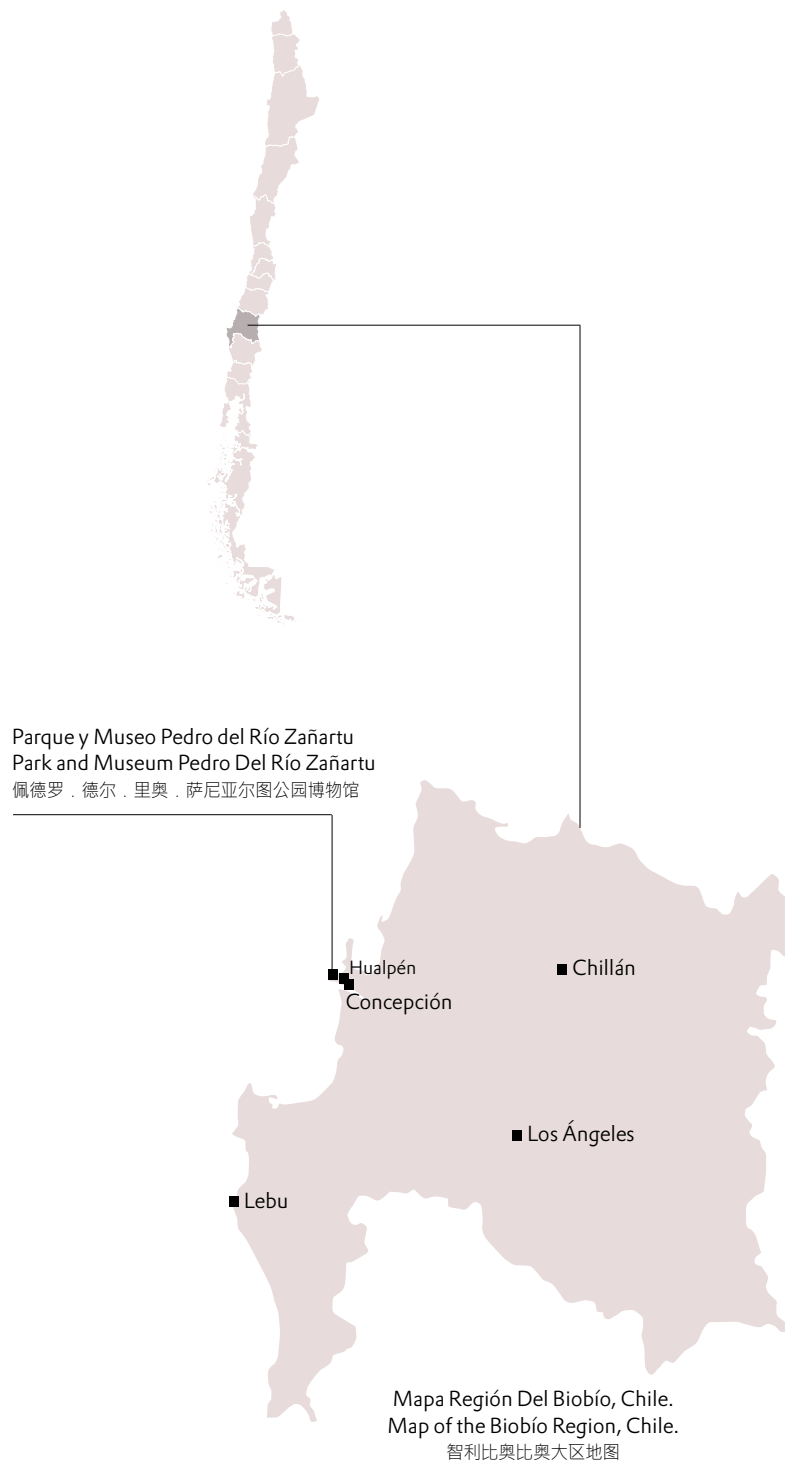 Parque y Museo Pedro del Río Zañartu
Park and Museum Pedro Del Río Zañartu
佩德罗．德尔．里奥．萨尼亚尔图公园博物馆
Hualpén
Chillán
Concepción
Los Ángeles
Lebu
Mapa Región Del Biobío, Chile.
Map of the Biobío Region, Chile.
智利比奥比奥大区地图